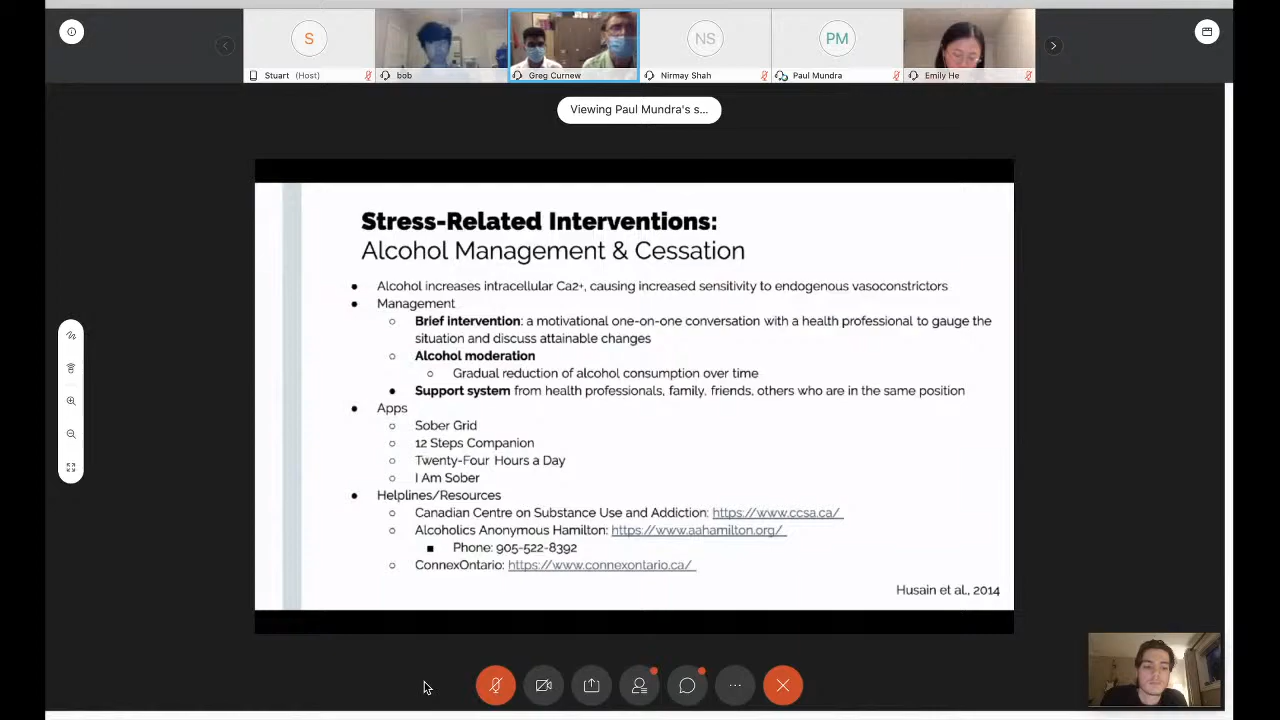 S
NS
PM
Stuart (Host)
bob
Greg Curnew
Nirmay Shah
Paul Mundra
Emily He
Viewing Paul Mundra's s...
Stress-Related Interventions:
Alcohol Management & Cessation
● Alcohol increases intracellular Ca2+, causing increased sensitivity to endogenous vasoconstrictors
● Management
○ Brief intervention: a motivational one-on-one conversation with a health professional to gauge the
situation and discuss attainable changes
○ Alcohol moderation
○ Gradual reduction of alcohol consumption over time
● Support system from health professionals, family, friends, others who are in the same position
● Apps
○ Sober Grid
○ 12 Steps Companion
○ Twenty-Four Hours a Day
○ I Am Sober
● Helplines/Resources
○ Canadian Centre on Substance Use and Addiction: https://www.ccsa.ca/
○ Alcoholics Anonymous Hamilton: https://www.aahamilton.org/
■ Phone: 905-522-8392
○ ConnexOntario: https://www.connexontario.ca/
Husain et al., 2014